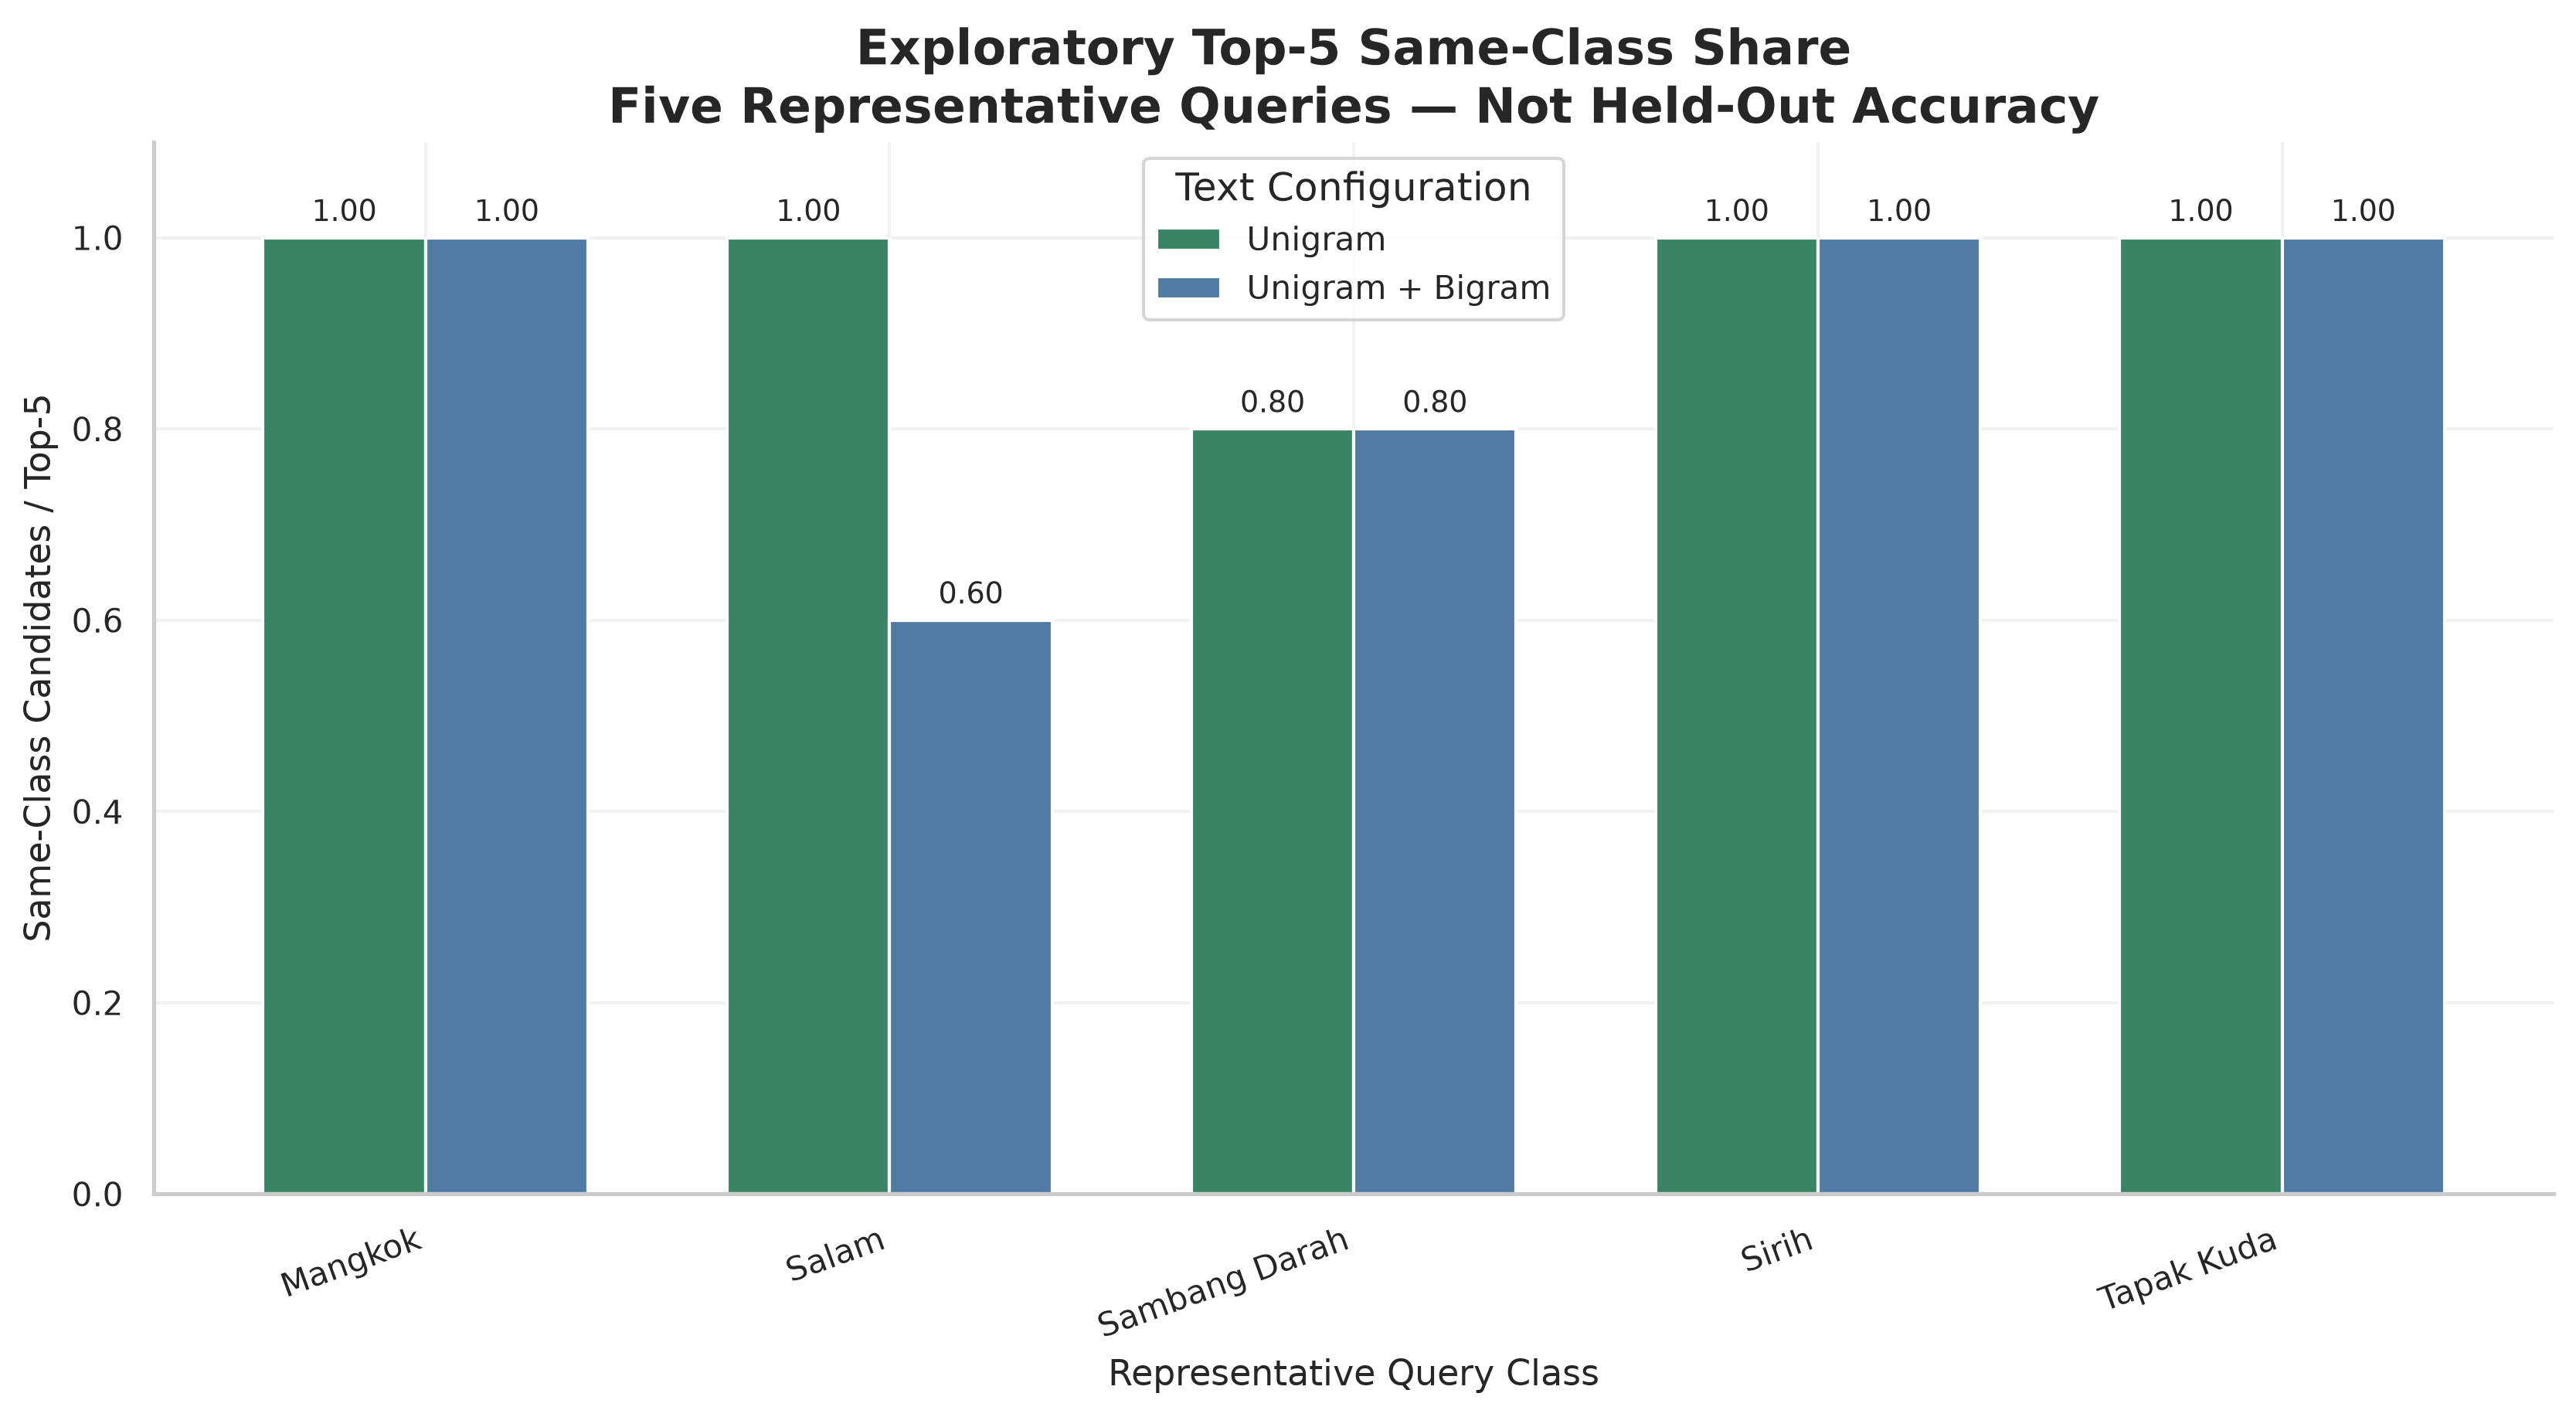 Exploratory Top-5 Same-Class Share
Five Representative Queries — Not Held-Out Accuracy
Text Configuration
Unigram
Unigram + Bigram
1.00
1.00
1.00
0.60
0.80
0.80
1.00
1.00
1.00
1.00
Same-Class Candidates / Top-5
1.0
0.8
0.6
0.4
0.2
0.0
Mangkok
Salam
Sambang Darah
Sirih
Tapak Kuda
Representative Query Class